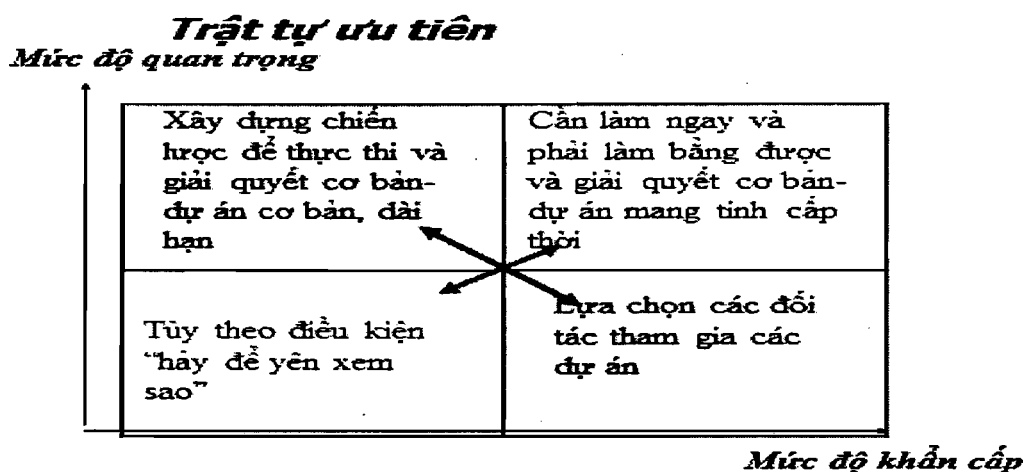 Trật tự ưu tiên
Mức độ quan trọng
Xây dựng chiến
lược để thực thi và
giải quyết cơ bản-
dự án cơ bản, dài
hạn
Cần làm ngay và
phải làm bằng được
và giải quyết cơ bản-
dự án mang tính cấp
thời
Tùy theo điều kiện
“hãy để yên xem
sao”
Lựa chọn các đối
tác tham gia các
dự án
Mức độ khẩn cấp